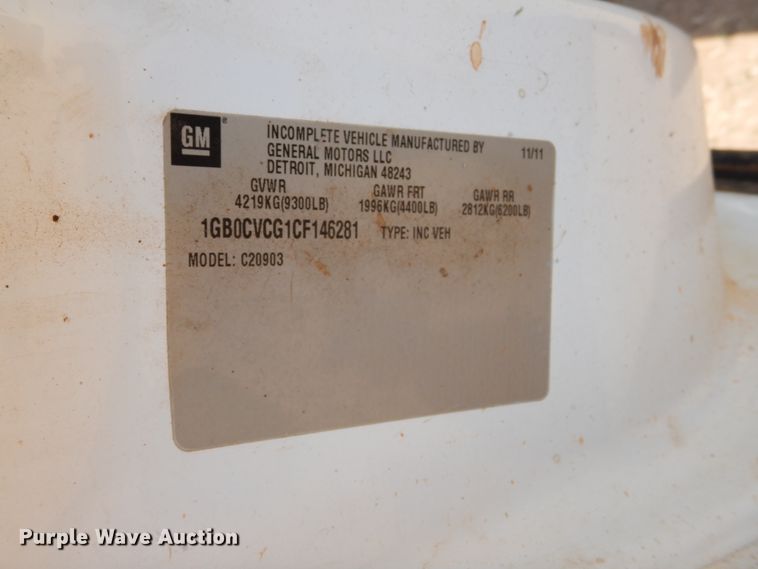 GM ®
INCOMPLETE VEHICLE MANUFACTURED BY
GENERAL MOTORS LLC 11/11
DETROIT, MICHIGAN 48243
GVWR GAWR FRT GAWR RR
4219KG(9300LB) 1996KG(4400LB) 2812KG(6200LB)
1GB0CVCG1CF146281 TYPE: INC VEH
MODEL: C20903
Purple Wave Auction